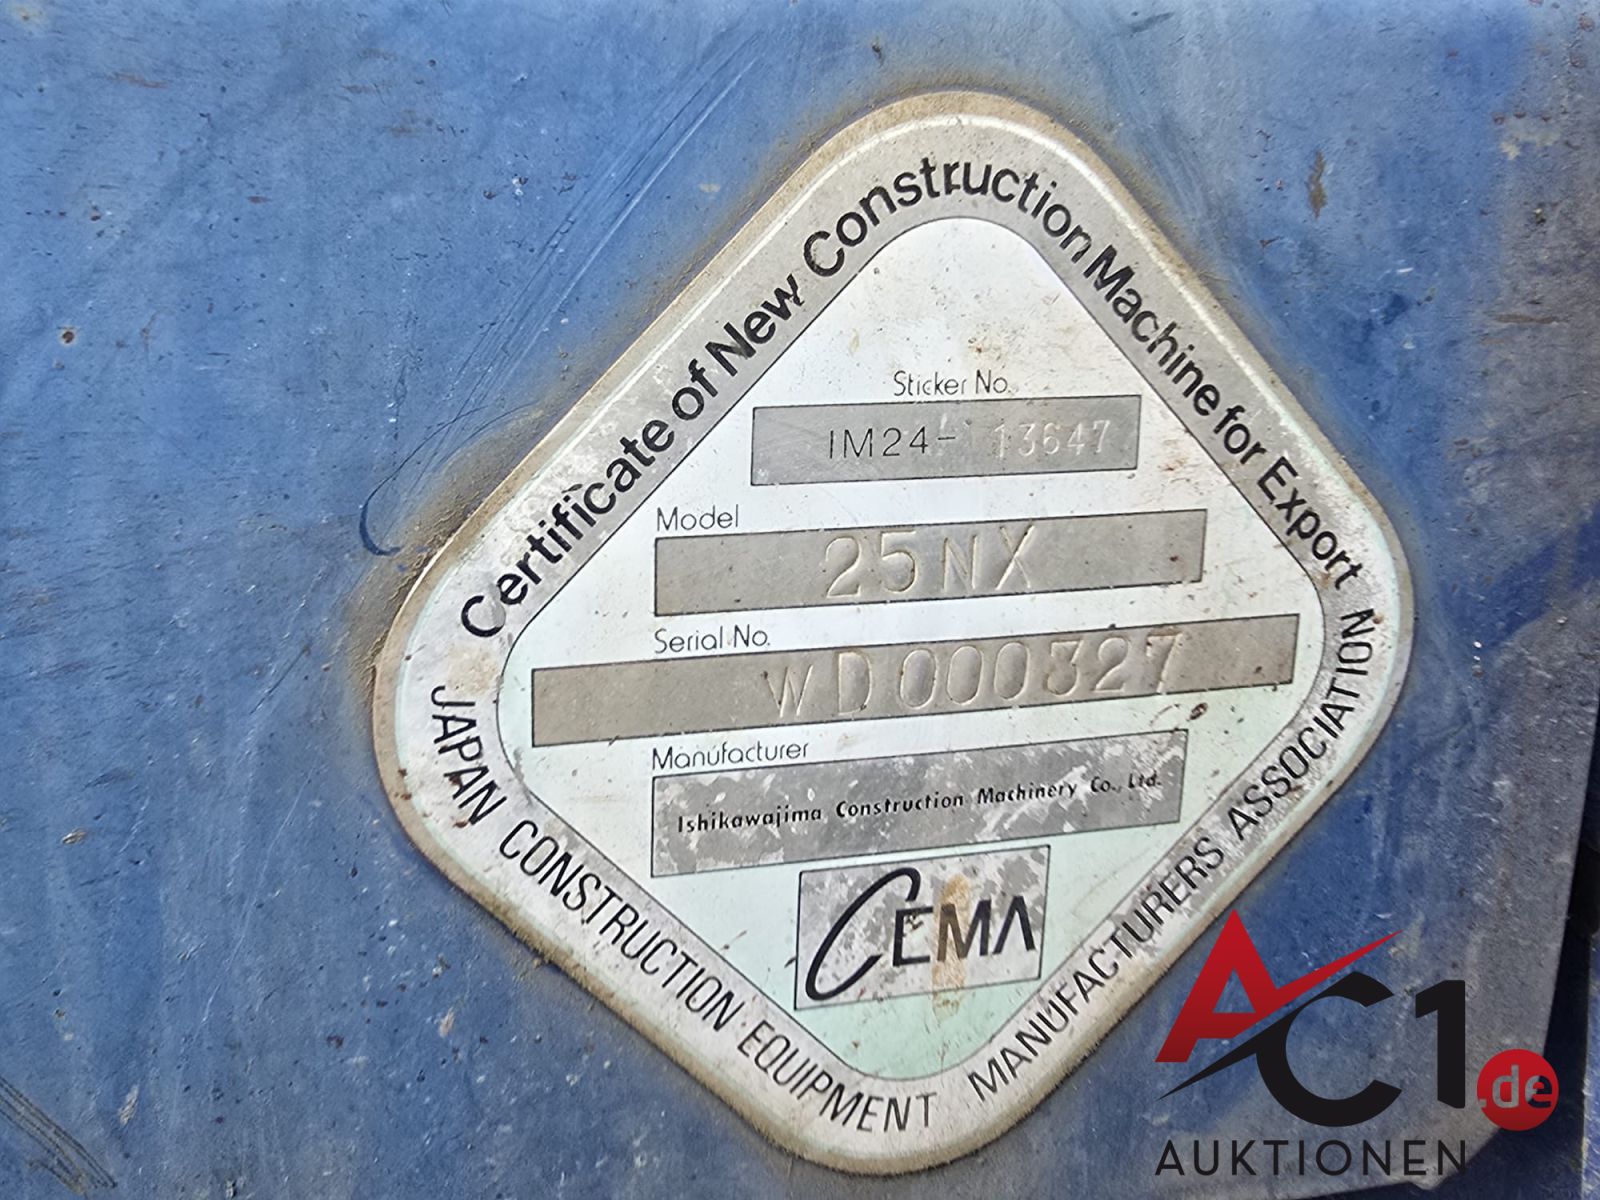 Certificate of New Construction Machine for Export
Sticker No.
IM24- 13647
Model
25NX
Serial No.
WD000327
Manufacturer
Ishikawajima Construction Machinery Co., Ltd.
CEMA
JAPAN CONSTRUCTION EQUIPMENT MANUFACTURERS ASSOCIATION
AC1.de
AUKTIONEN